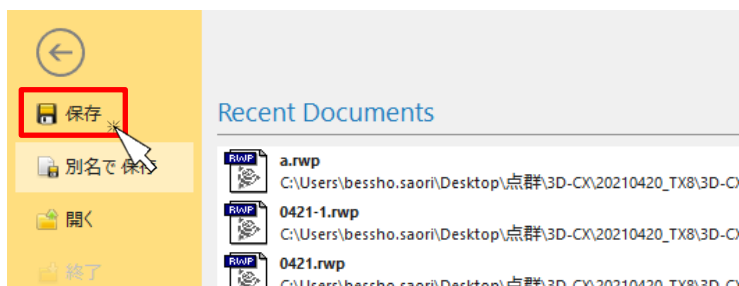 保存
別名で保存
開く
終了
Recent Documents
RWP
a.rwp
C:\Users\bessho.saori\Desktop\点群\3D-CX\20210420_TX8\3D-CX
RWP
0421-1.rwp
C:\Users\bessho.saori\Desktop\点群\3D-CX\20210420_TX8\3D-CX
RWP
0421.rwp
C:\Users\bessho.saori\Desktop\点群\3D-CX\20210420_TX8\3D-CX